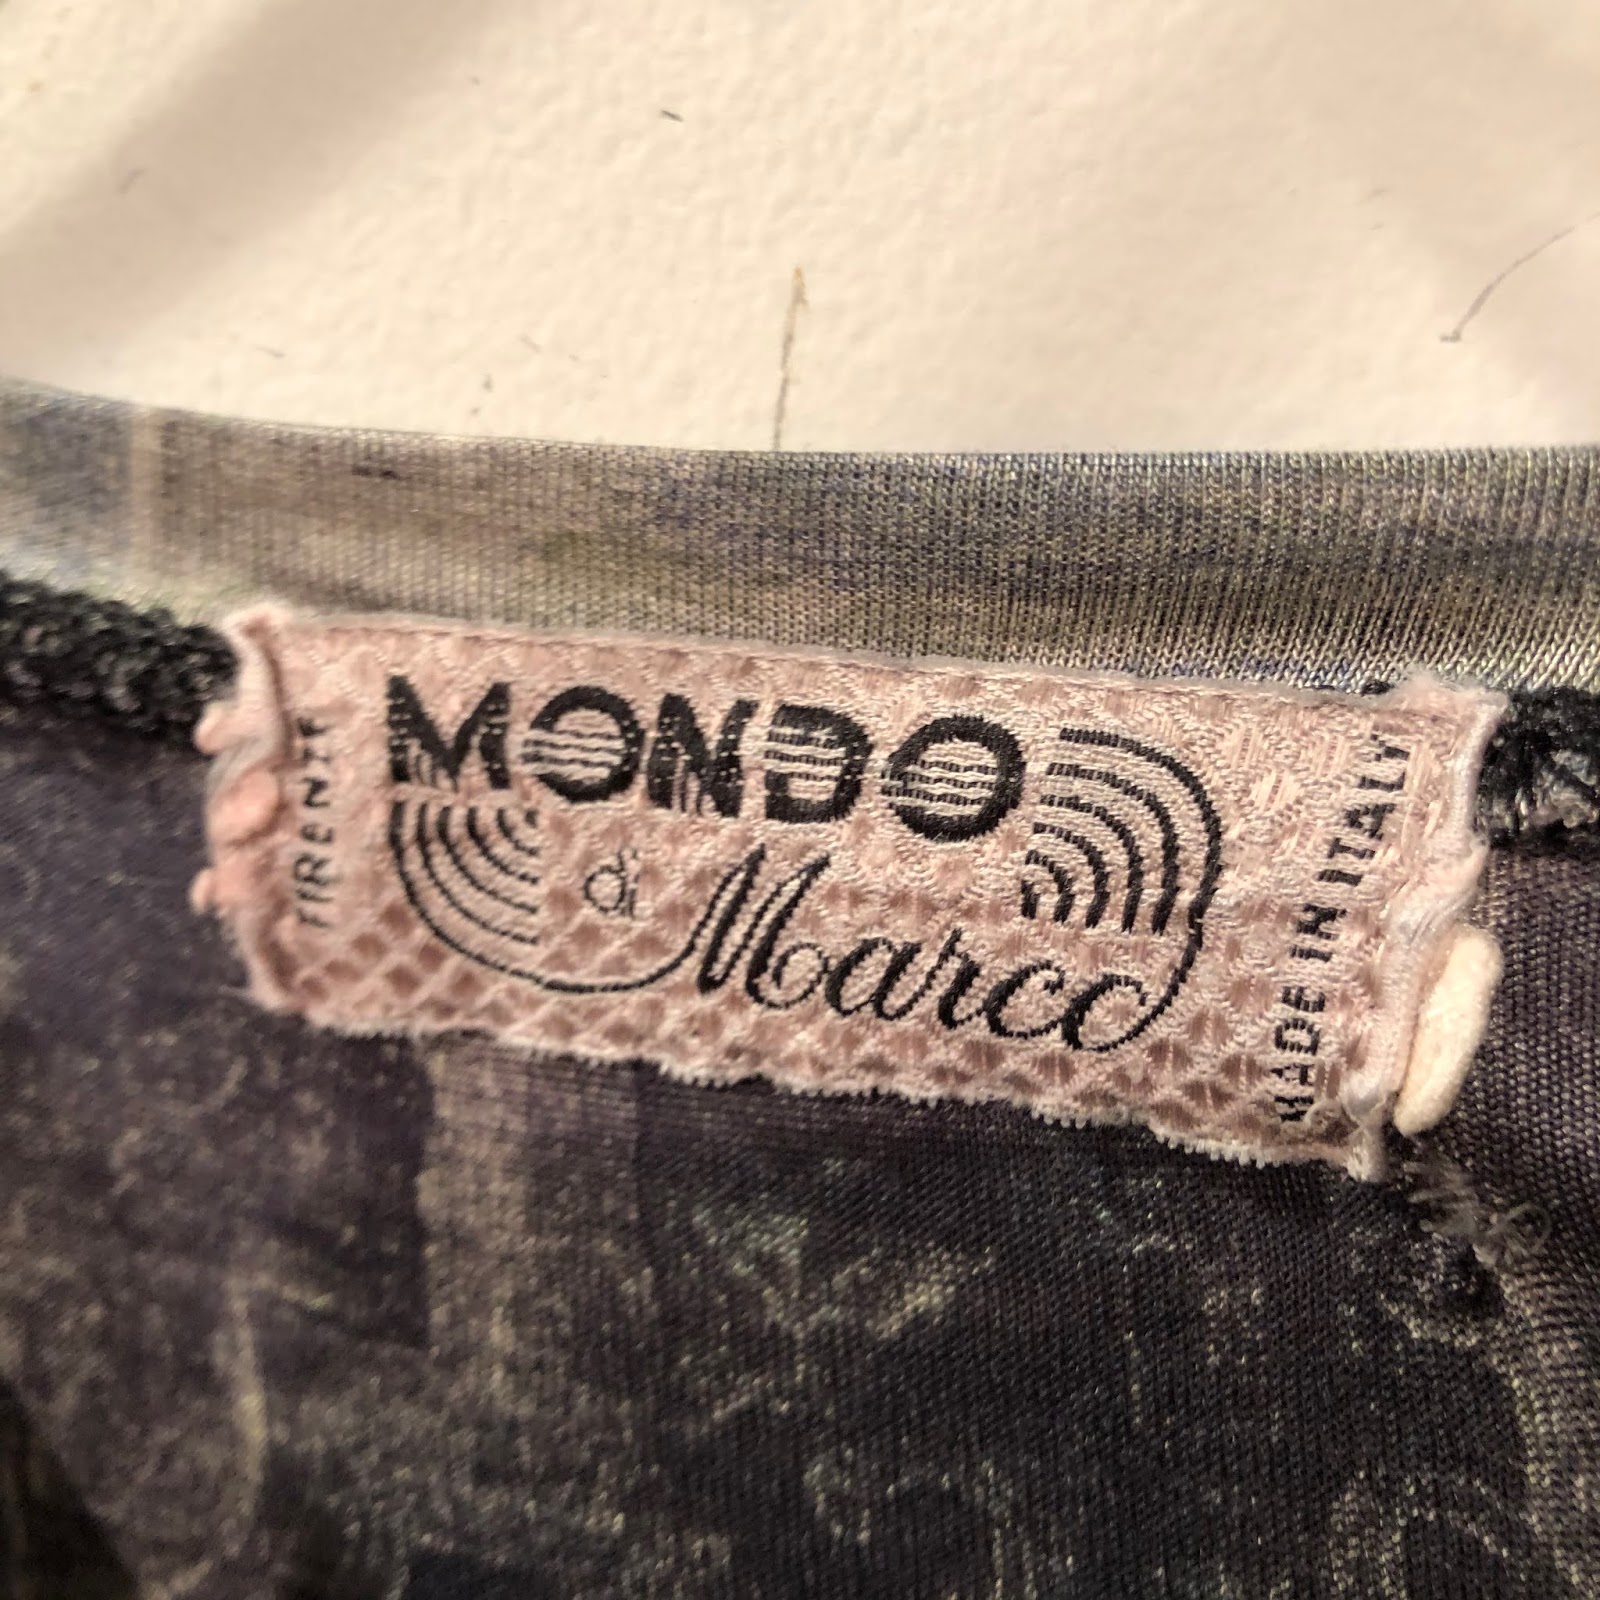 FIRENZE
MONDO
di
Marco
MADE IN ITALY